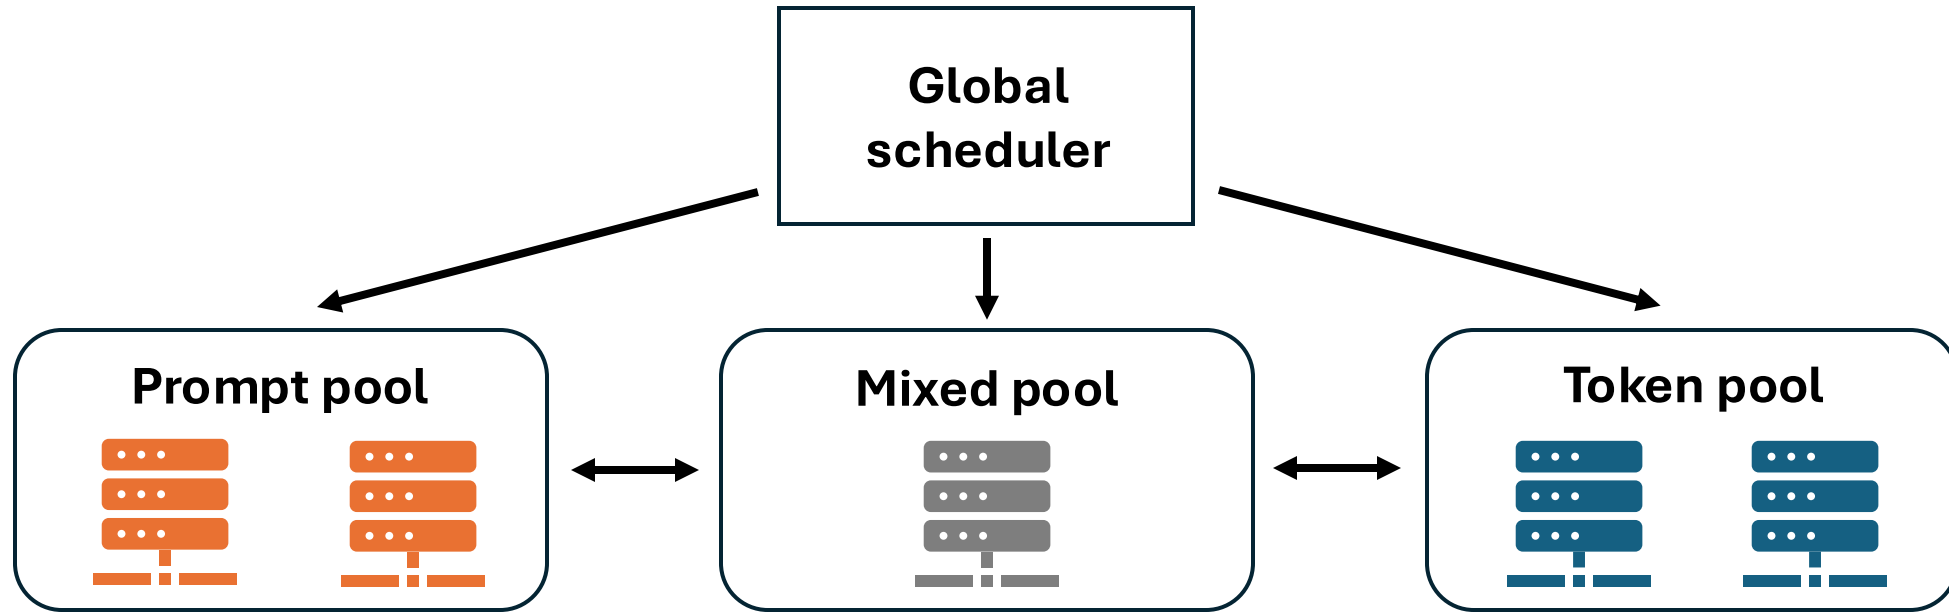 Global
scheduler
Prompt pool
Mixed pool
Token pool